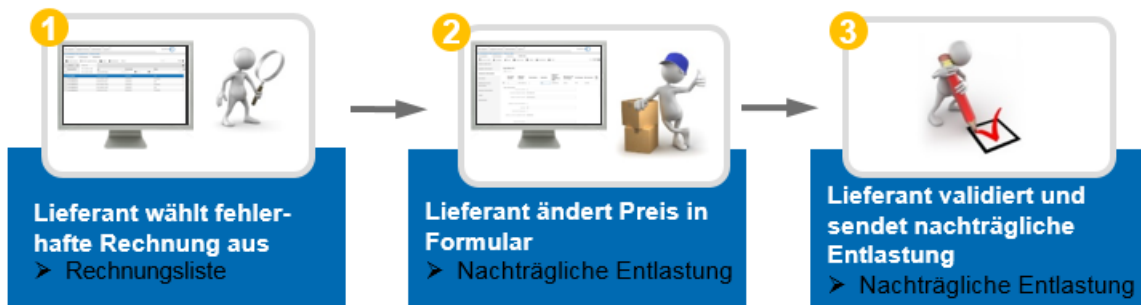 1
Lieferant wählt fehler-
hafte Rechnung aus
➤ Rechnungsliste
2
Lieferant ändert Preis in
Formular
➤ Nachträgliche Entlastung
3
Lieferant validiert und
sendet nachträgliche
Entlastung
➤ Nachträgliche Entlastung